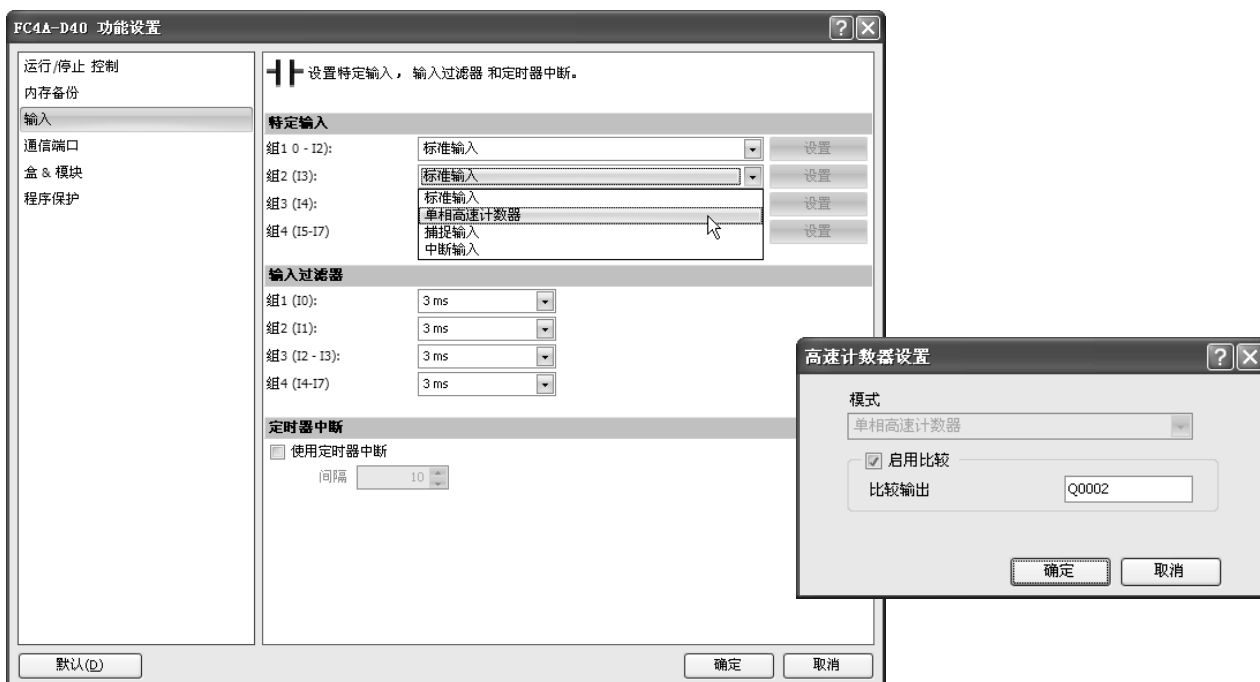 FC4A-D40 功能设置
运行/停止 控制
内存备份
输入
通信端口
盒 & 模块
程序保护
设置特定输入，输入过滤器 和定时器中断。
特定输入
组1 0 - I2): 标准输入 设置
组2 (I3): 标准输入 设置
标准输入
组3 (I4): 设置
单相高速计数器
组4 (I5-I7) 捕捉输入 设置
中断输入
输入过滤器
组1 (I0): 3 ms
组2 (I1): 3 ms
组3 (I2 - I3): 3 ms
组4 (I4-I7) 3 ms
定时器中断
使用定时器中断
间隔 10
默认(D) 确定 取消
高速计数器设置
模式
单相高速计数器
启用比较
比较输出 Q0002
确定 取消